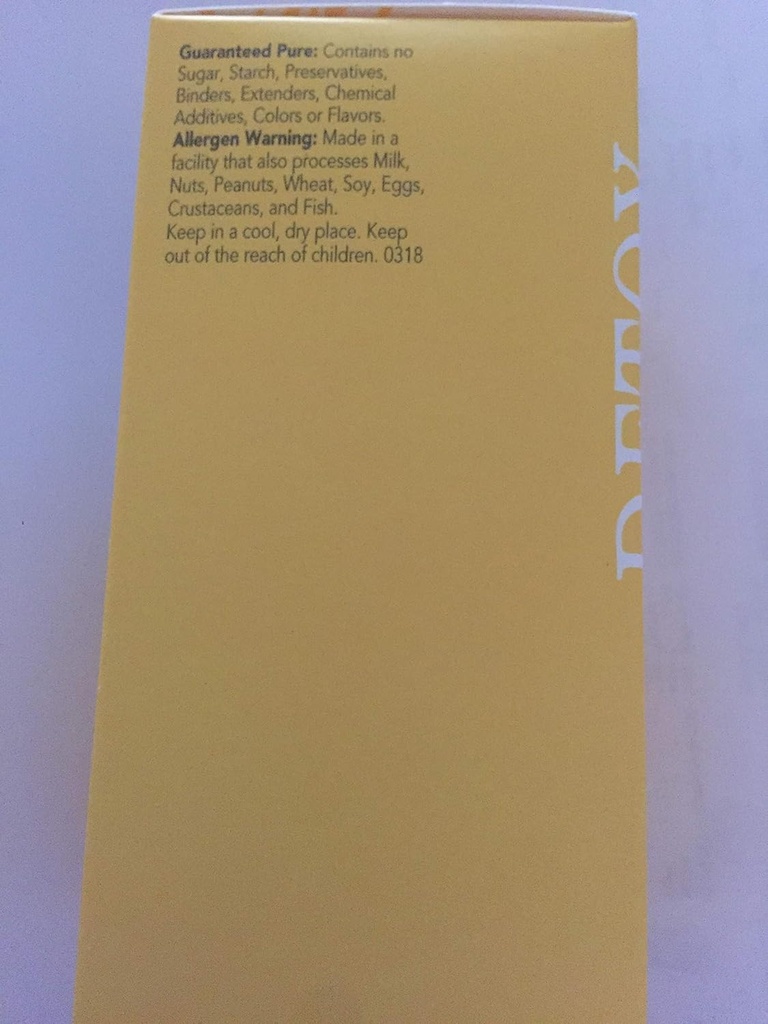 Guaranteed Pure: Contains no
Sugar, Starch, Preservatives,
Binders, Extenders, Chemical
Additives, Colors or Flavors.
Allergen Warning: Made in a
facility that also processes Milk,
Nuts, Peanuts, Wheat, Soy, Eggs,
Crustaceans, and Fish.
Keep in a cool, dry place. Keep
out of the reach of children. 0318
DETOX